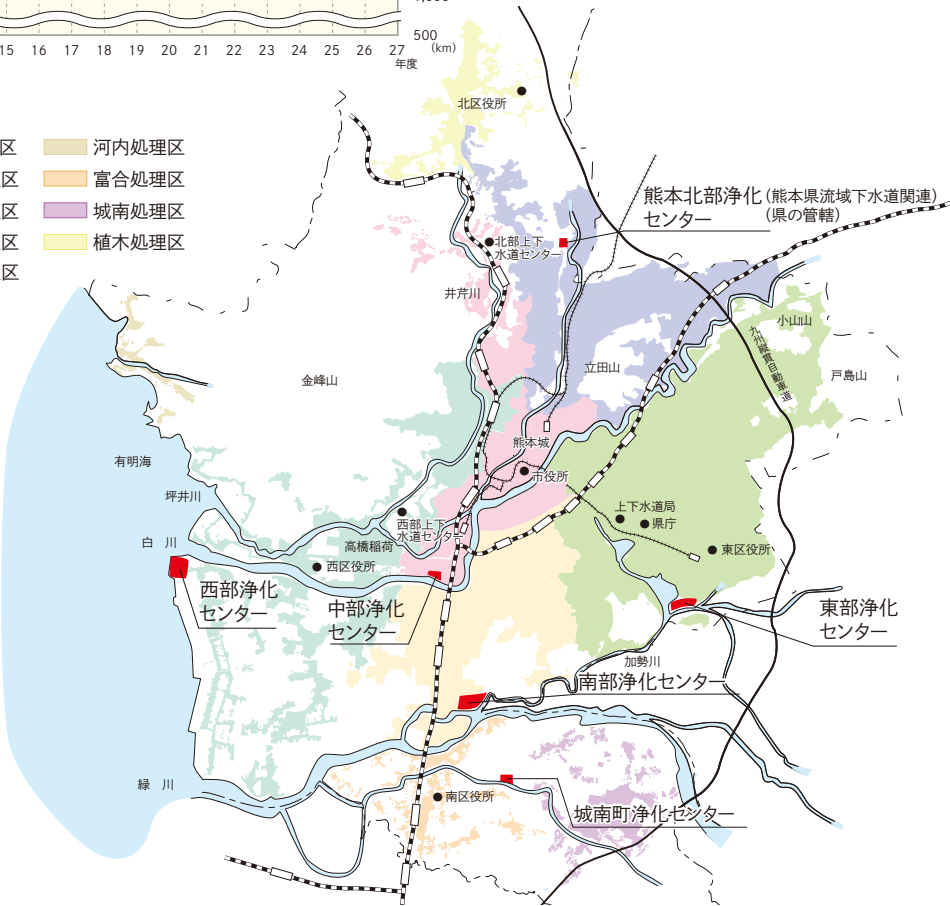 15 16 17 18 19 20 21 22 23 24 25 26 27
500
(km)
年度
区
区
区
区
区
河内処理区
富合処理区
城南処理区
植木処理区
北区役所
熊本北部浄化
センター
(熊本県流域下水道関連)
(県の管轄)
北部上下
水道センター
井芹川
小山山
九州縦貫自動車道
戸島山
立田山
金峰山
熊本城
市役所
有明海
坪井川
上下水道局
県庁
西部上下
水道センター
白 川
高橋稲荷
東区役所
西区役所
西部浄化
センター
中部浄化
センター
東部浄化
センター
加勢川
南部浄化センター
緑 川
南区役所
城南町浄化センター